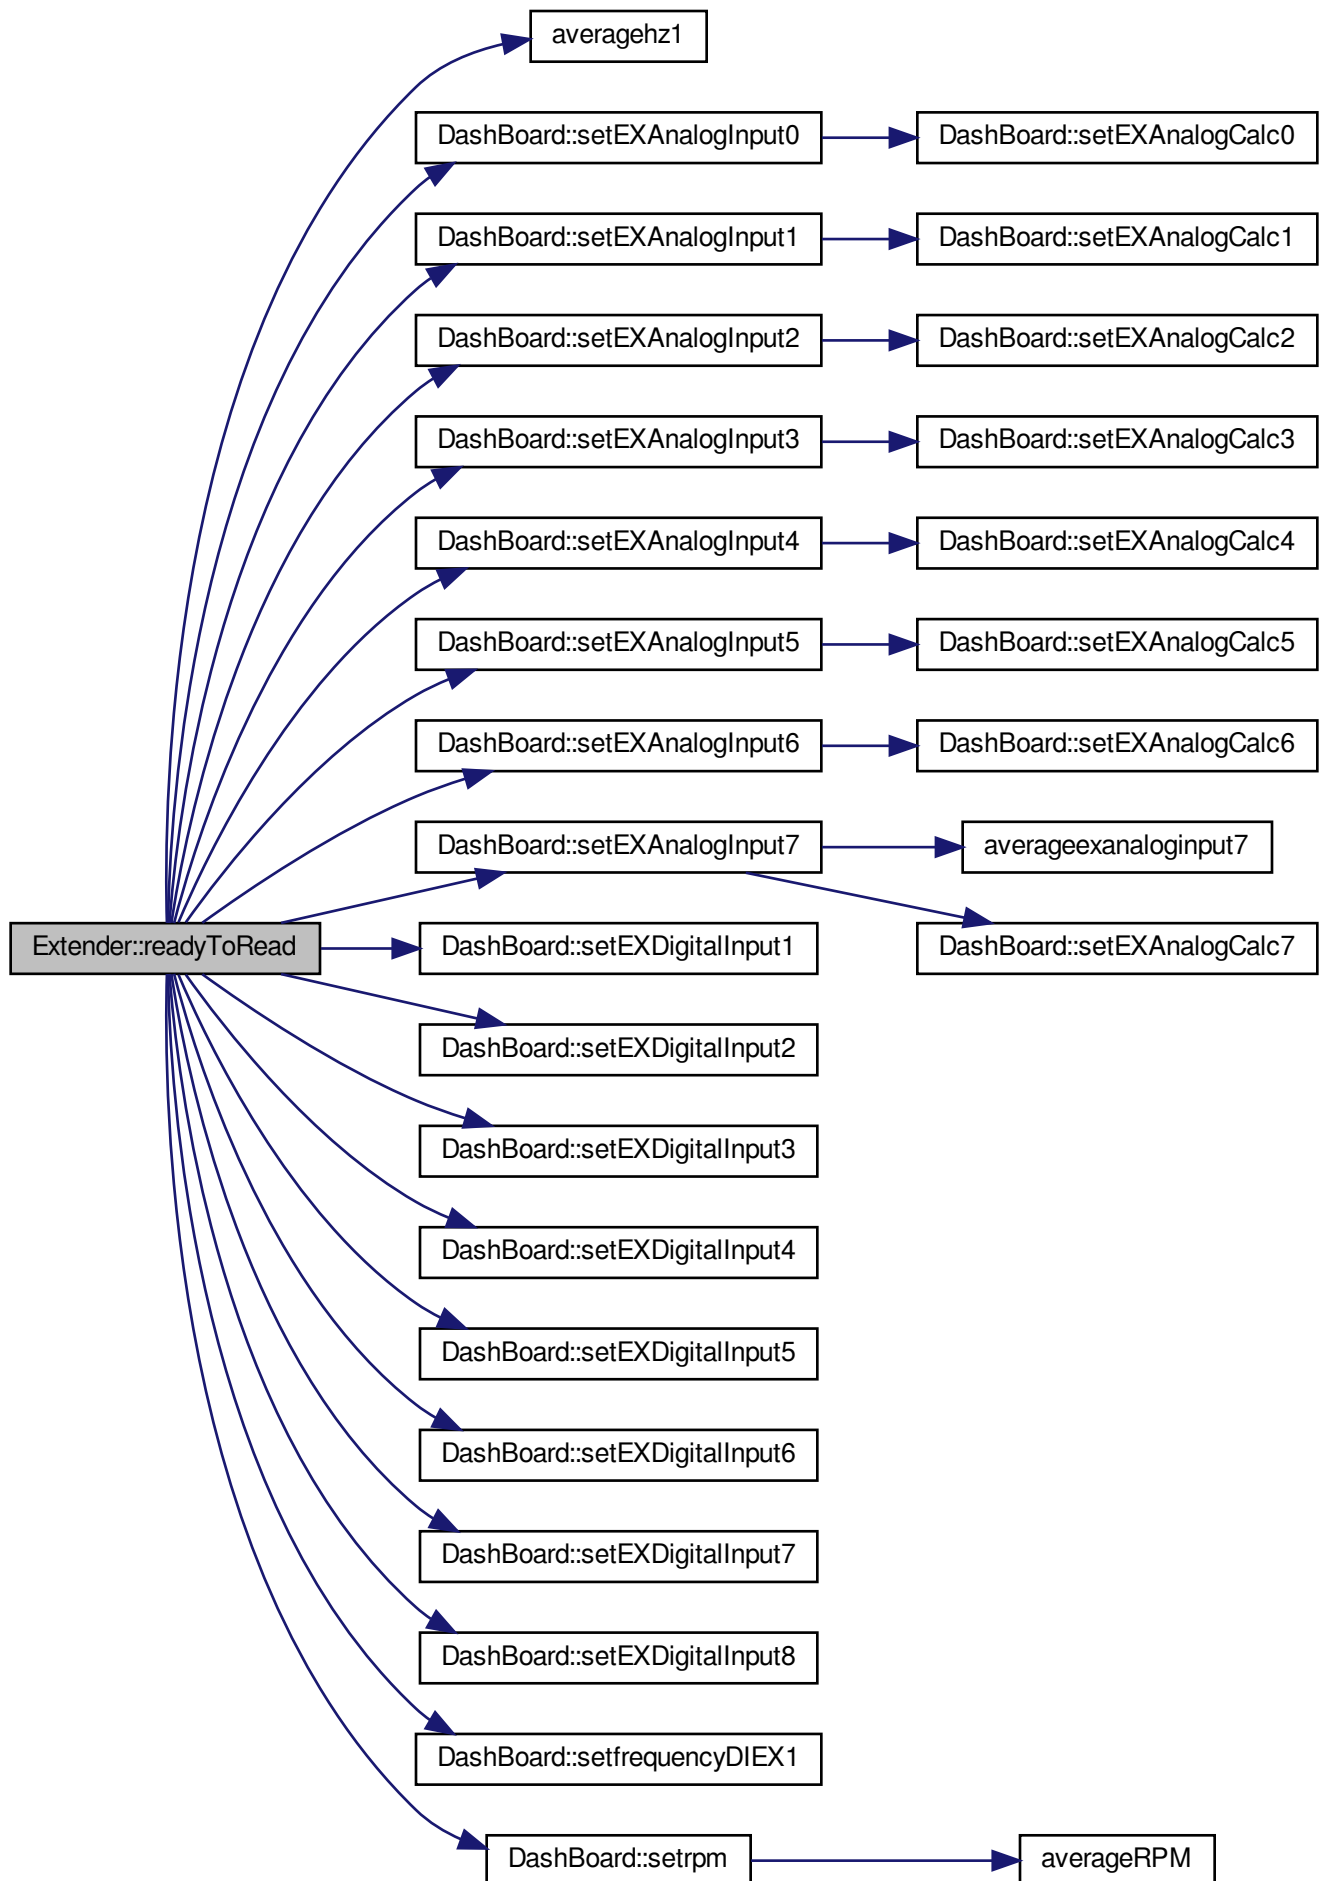 averagehz1
DashBoard::setEXAnalogInput0
DashBoard::setEXAnalogCalc0
DashBoard::setEXAnalogInput1
DashBoard::setEXAnalogCalc1
DashBoard::setEXAnalogInput2
DashBoard::setEXAnalogCalc2
DashBoard::setEXAnalogInput3
DashBoard::setEXAnalogCalc3
DashBoard::setEXAnalogInput4
DashBoard::setEXAnalogCalc4
DashBoard::setEXAnalogInput5
DashBoard::setEXAnalogCalc5
DashBoard::setEXAnalogInput6
DashBoard::setEXAnalogCalc6
DashBoard::setEXAnalogInput7
averageexanaloginput7
Extender::readyToRead
DashBoard::setEXDigitalInput1
DashBoard::setEXAnalogCalc7
DashBoard::setEXDigitalInput2
DashBoard::setEXDigitalInput3
DashBoard::setEXDigitalInput4
DashBoard::setEXDigitalInput5
DashBoard::setEXDigitalInput6
DashBoard::setEXDigitalInput7
DashBoard::setEXDigitalInput8
DashBoard::setfrequencyDIEX1
DashBoard::setrpm
averageRPM